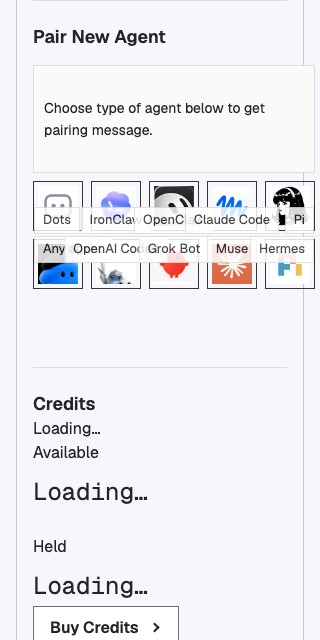 Pair New Agent
Choose type of agent below to get
pairing message.
Dots IronClaw OpenC Claude Code Pi
Any OpenAI Cod Grok Bot Muse Hermes
Credits
Loading...
Available
Loading...
Held
Loading...
Buy Credits